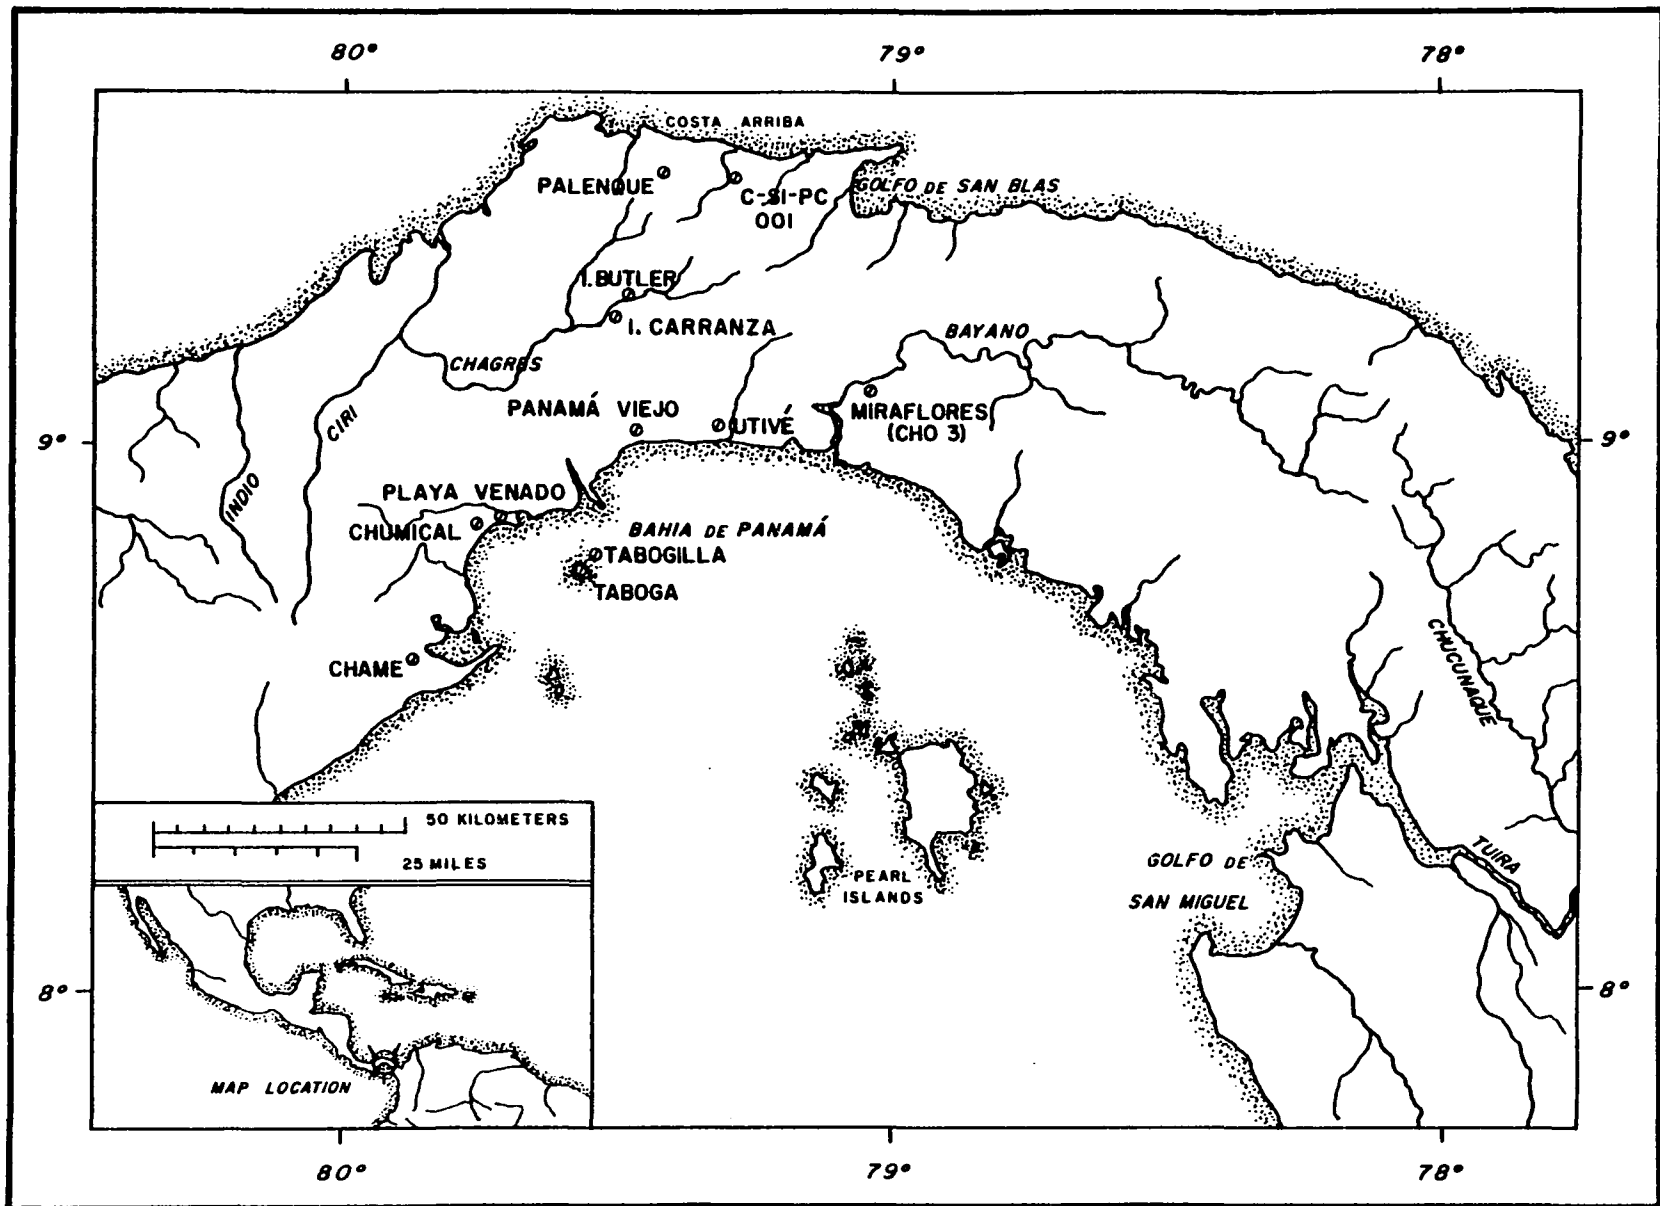 80° 79° 78°
COSTA ARRIBA
PALENQUE
C-SI-PC
001
GOLFO DE SAN BLAS
I. BUTLER
I. CARRANZA
BAYANO
CHAGRES
PANAMÁ VIEJO
UTIVÉ
MIRAFLORES
(CHO 3)
CIRI
9° 9°
INDIO
PLAYA VENADO
CHUMICAL
BAHIA DE PANAMÁ
TABOGILLA
TABOGA
CHAME
CHUCUNAQUE
50 KILOMETERS
25 MILES
PEARL
ISLANDS
GOLFO DE
SAN MIGUEL
TUIRA
8° 8°
MAP LOCATION
80° 79° 78°